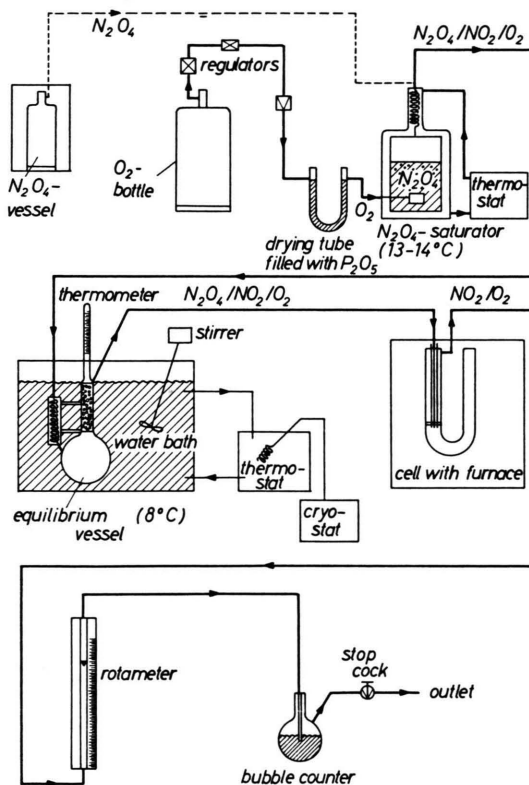 N₂O₄
N₂O₄/NO₂/O₂
regulators
N₂O₄-
vessel
O₂-
bottle
O₂
N₂O₄
thermo-
stat
drying tube
filled with P₂O₅
N₂O₄-saturator
(13-14°C)
thermometer
N₂O₄/NO₂/O₂
NO₂/O₂
stirrer
water bath
thermo-
stat
cell with furnace
equilibrium
vessel
(8°C)
cryo-
stat
rotameter
stop
cock
outlet
bubble counter